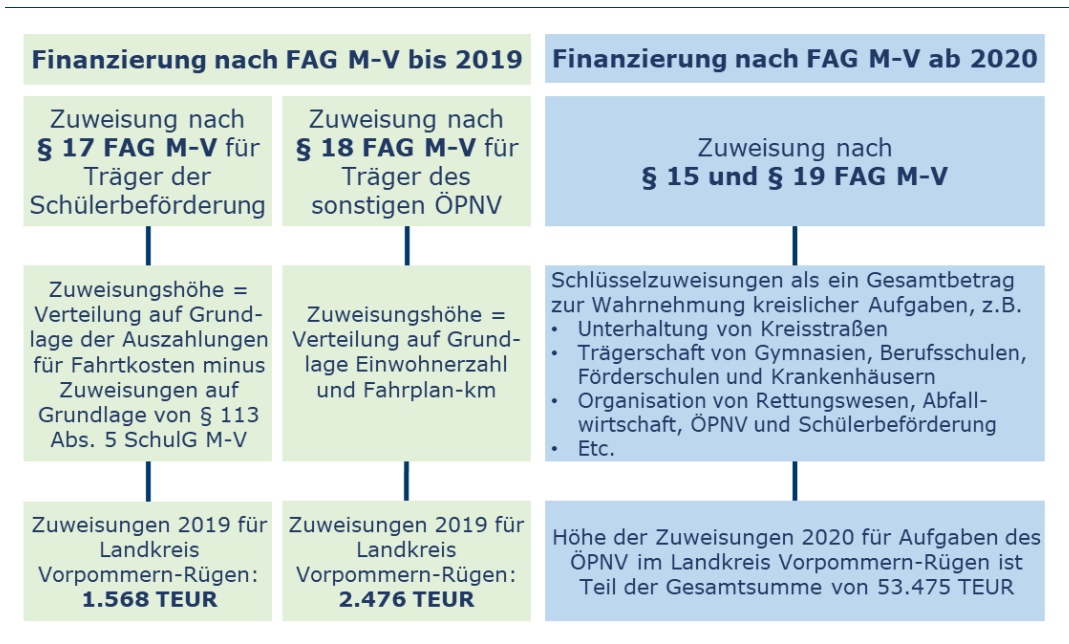 Finanzierung nach FAG M-V bis 2019
Zuweisung nach
§ 17 FAG M-V für
Träger der
Schülerbeförderung
Zuweisungshöhe =
Verteilung auf Grund-
lage der Auszahlungen
für Fahrtkosten minus
Zuweisungen auf
Grundlage von § 113
Abs. 5 SchulG M-V
Zuweisungen 2019 für
Landkreis
Vorpommern-Rügen:
1.568 TEUR
Zuweisung nach
§ 18 FAG M-V für
Träger des
sonstigen ÖPNV
Zuweisungshöhe =
Verteilung auf Grund-
lage Einwohnerzahl
und Fahrplan-km
Zuweisungen 2019 für
Landkreis
Vorpommern-Rügen:
2.476 TEUR
Finanzierung nach FAG M-V ab 2020
Zuweisung nach
§ 15 und § 19 FAG M-V
Schlüsselzuweisungen als ein Gesamtbetrag
zur Wahrnehmung kreislicher Aufgaben, z.B.
• Unterhaltung von Kreisstraßen
• Trägerschaft von Gymnasien, Berufsschulen,
Förderschulen und Krankenhäusern
• Organisation von Rettungswesen, Abfall-
wirtschaft, ÖPNV und Schülerbeförderung
• Etc.
Höhe der Zuweisungen 2020 für Aufgaben des
ÖPNV im Landkreis Vorpommern-Rügen ist
Teil der Gesamtsumme von 53.475 TEUR